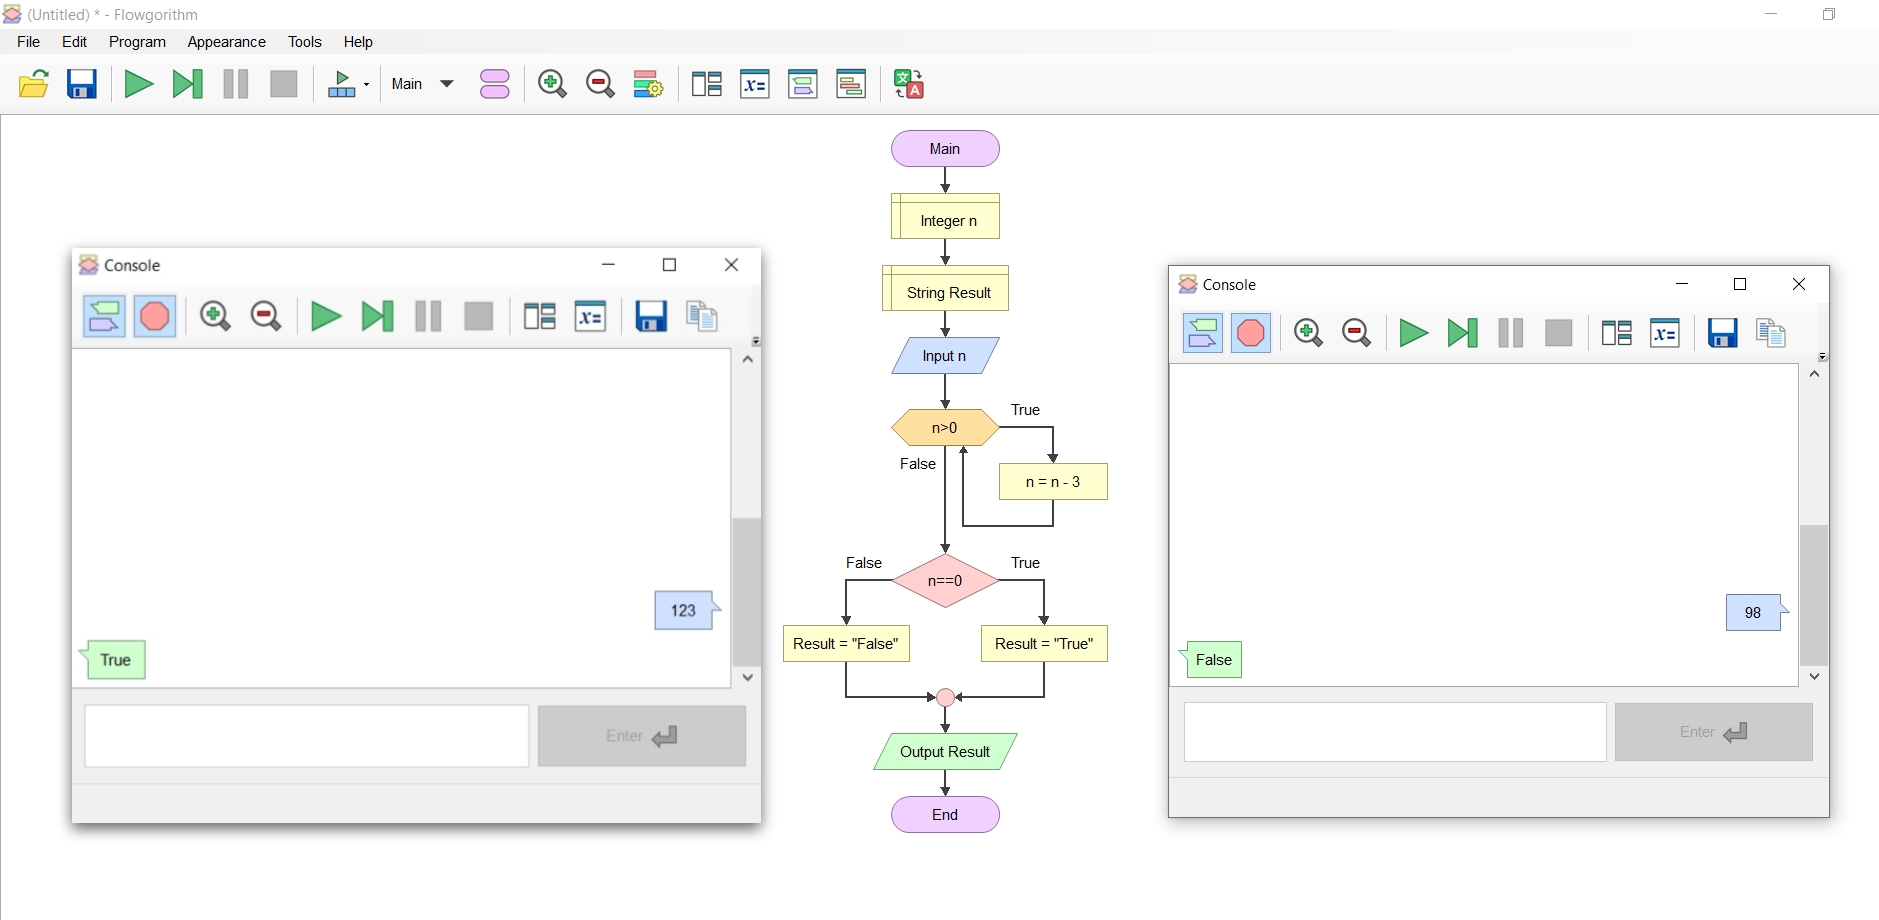 (Untitled) * - Flowgorithm
File Edit Program Appearance Tools Help
Main
x=
A
Main
Integer n
String Result
Input n
n>0
True
False
n = n - 3
n==0
False
True
Result = "False"
Result = "True"
Output Result
End
Console
x=
123
True
Enter
Console
x=
98
False
Enter